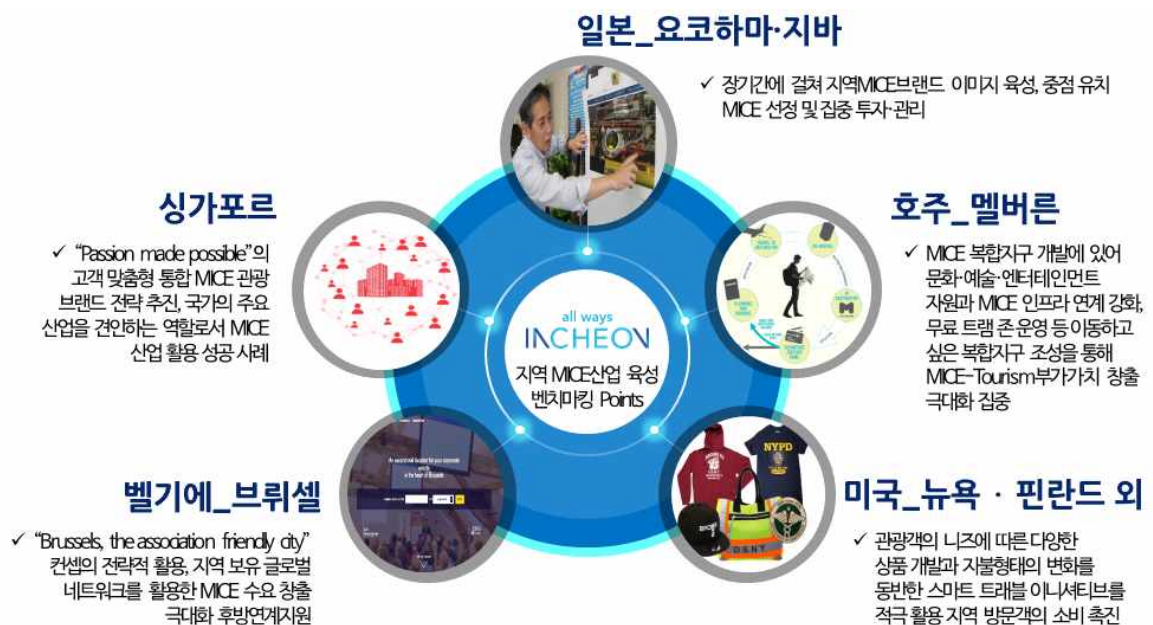 일본_요코하마·지바
✓ 장기간에 걸쳐 지역MICE브랜드 이미지 육성, 중점 유치
MICE 선정 및 집중 투자·관리
싱가포르
✓ “Passion made possible”의
고객 맞춤형 통합 MICE 관광
브랜드 전략 추진, 국가의 주요
산업을 견인하는 역할로서 MICE
산업 활용 성공 사례
호주_멜버른
✓ MICE 복합지구 개발에 있어
문화·예술·엔터테인먼트
자원과 MICE 인프라 연계 강화,
무료 트램 존 운영 등 이동하고
싶은 복합지구 조성을 통해
MICE-Tourism부가가치 창출
극대화 집중
all ways
INCHEON
지역 MICE산업 육성
벤치마킹 Points
벨기에_브뤼셀
✓ “Brussels, the association friendly city”
컨셉의 전략적 활용, 지역 보유 글로벌
네트워크를 활용한 MICE 수요 창출
극대화 후방연계지원
NYPD
미국_뉴욕 · 핀란드 외
✓ 관광객의 니즈에 따른 다양한
상품 개발과 지불형태의 변화를
동반한 스마트 트래블 이니셔티브를
적극 활용 지역 방문객의 소비 촉진